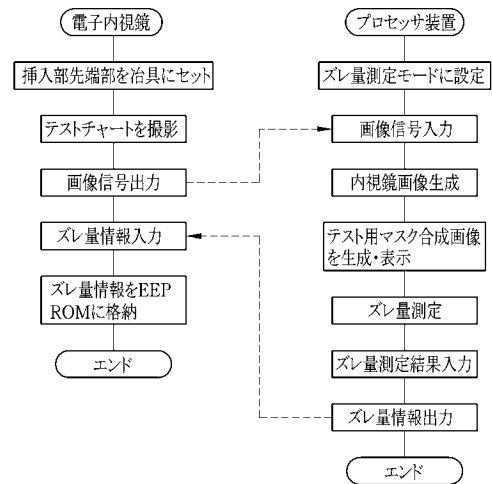 電子内視鏡
挿入部先端部を冶具にセット
テストチャートを撮影
画像信号出力
ズレ量情報入力
ズレ量情報をEEP
ROMに格納
エンド
プロセッサ装置
ズレ量測定モードに設定
画像信号入力
内視鏡画像生成
テスト用マスク合成画像
を生成・表示
ズレ量測定
ズレ量測定結果入力
ズレ量情報出力
エンド